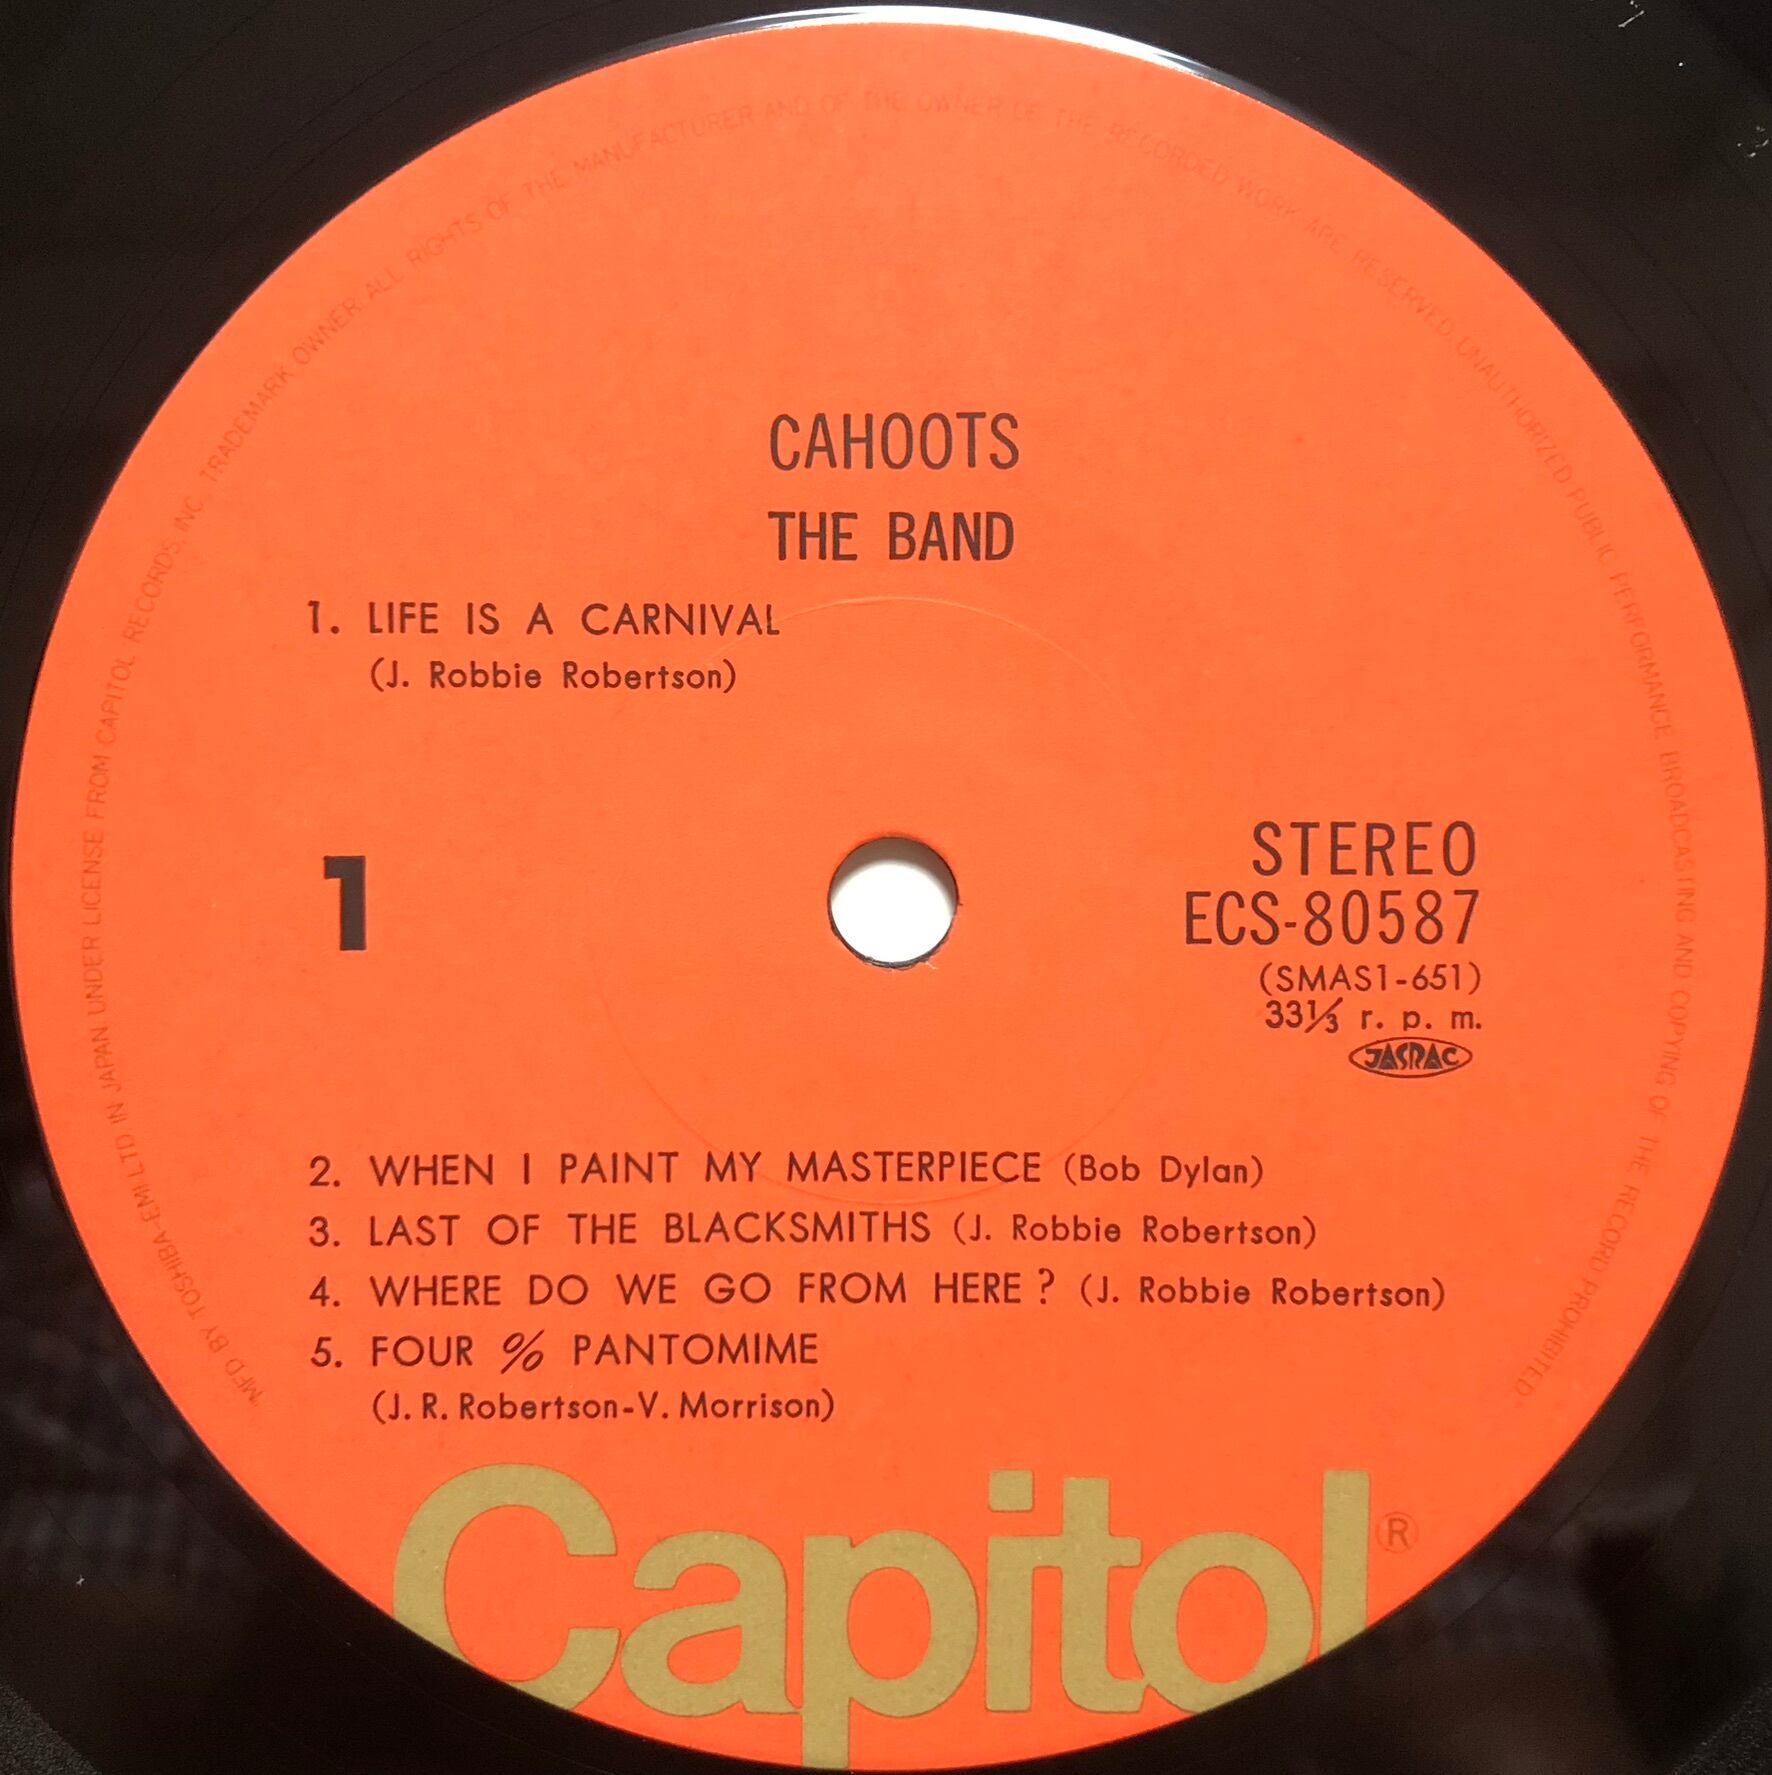 MFD BY TOSHIBA-EMI LTD IN JAPAN UNDER LICENSE FROM CAPITOL RECORDS, INC., TRADEMARK OWNER. ALL RIGHTS OF THE MANUFACTURER AND OF THE OWNER OF THE RECORDED WORK ARE RESERVED. UNAUTHORIZED PUBLIC PERFORMANCE BROADCASTING AND COPYING OF THE RECORD PROHIBITED.
CAHOOTS
THE BAND
1. LIFE IS A CARNIVAL
(J. Robbie Robertson)
1
STEREO
ECS-80587
(SMAS1-651)
33⅓ r. p. m.
JASRAC
2. WHEN I PAINT MY MASTERPIECE (Bob Dylan)
3. LAST OF THE BLACKSMITHS (J. Robbie Robertson)
4. WHERE DO WE GO FROM HERE? (J. Robbie Robertson)
5. FOUR % PANTOMIME
(J. R. Robertson-V. Morrison)
Capitol®